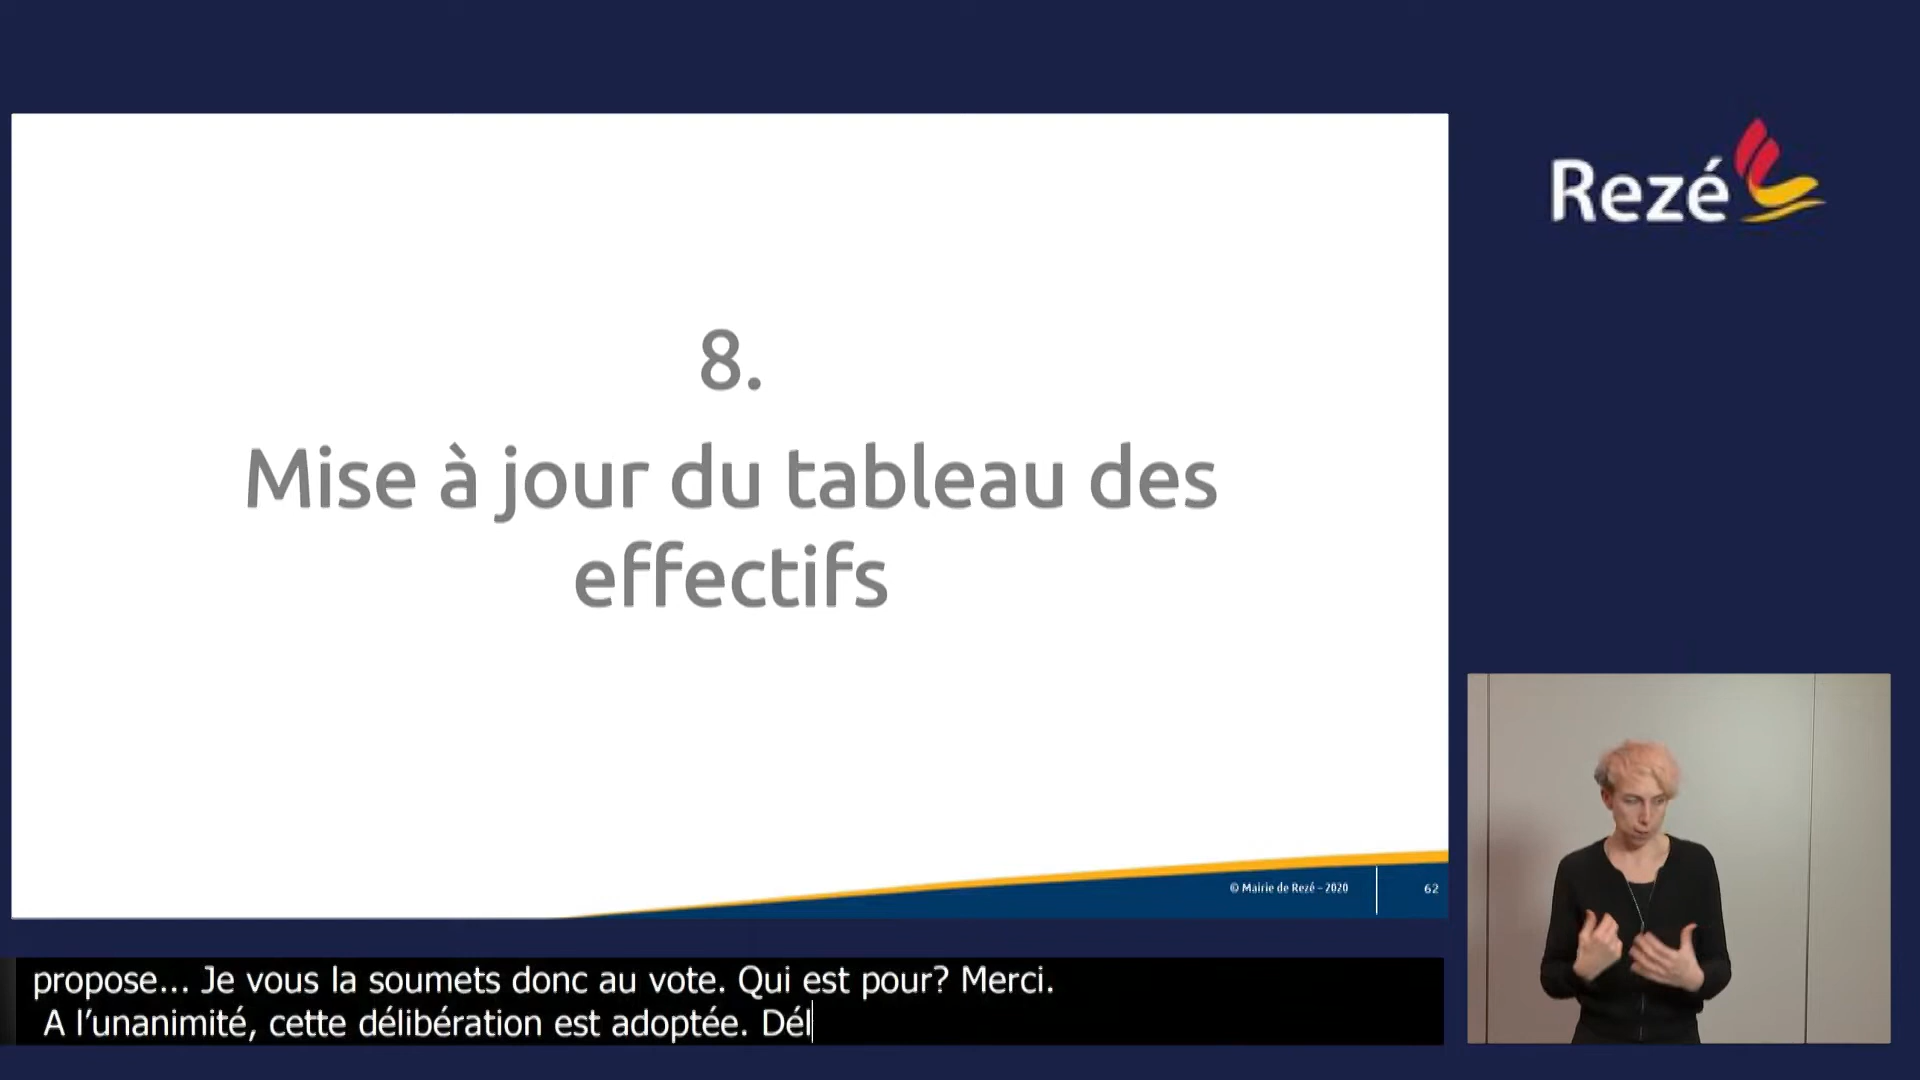 Rezé
8.
Mise à jour du tableau des
effectifs
© Mairie de Rezé – 2020
62
propose... Je vous la soumets donc au vote. Qui est pour? Merci.
A l’unanimité, cette délibération est adoptée. Dél